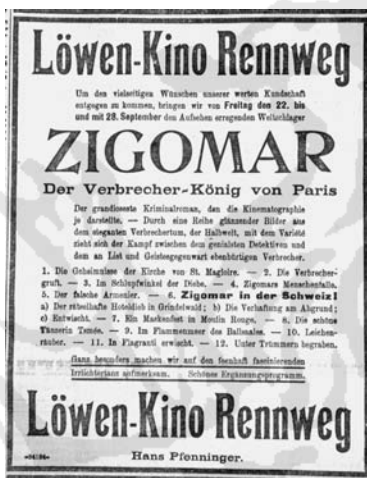 Löwen-Kino Rennweg
Um den vielseitigen Wünschen unserer werten Kundschaft
entgegen zu kommen, bringen wir von Freitag den 22. bis
und mit 28. September den Aufsehen erregenden Weltschlager
ZIGOMAR
Der Verbrecher-König von Paris
Der grandioseste Kriminalroman, den die Kinematographie
je darstellte. — Durch eine Reihe glänzender Bilder aus
dem eleganten Verbrechertum, der Halbwelt, mit dem Varieté
zieht sich der Kampf zwischen dem genialsten Detektiven und
dem an List und Geistesgegenwart ebenbürtigen Verbrecher.
1. Die Geheimnisse der Kirche von St. Magloire. — 2. Die Verbrecher-
gruft. — 3. Im Schlupfwinkel der Diebe. — 4. Zigomars Menschenfalle.
5. Der falsche Armenier. — 6. Zigomar in der Schweiz!
a) Der rätselhafte Hoteldieb in Grindelwald; b) Die Verhaftung am Abgrund;
c) Entwischt. — 7. Ein Maskenfest in Moulin Rouge. — 8. Die schöne
Tänzerin Esmée. — 9. Im Flammenmeer des Ballsaales. — 10. Leichen-
räuber. — 11. In Flagranti erwischt. — 12. Unter Trümmern begraben.
Ganz besonders machen wir auf den feenhaft fascinierenden
Irrlichtertanz aufmerksam. Schönes Ergänzungsprogramm.
Löwen-Kino Rennweg
Hans Pfenninger.